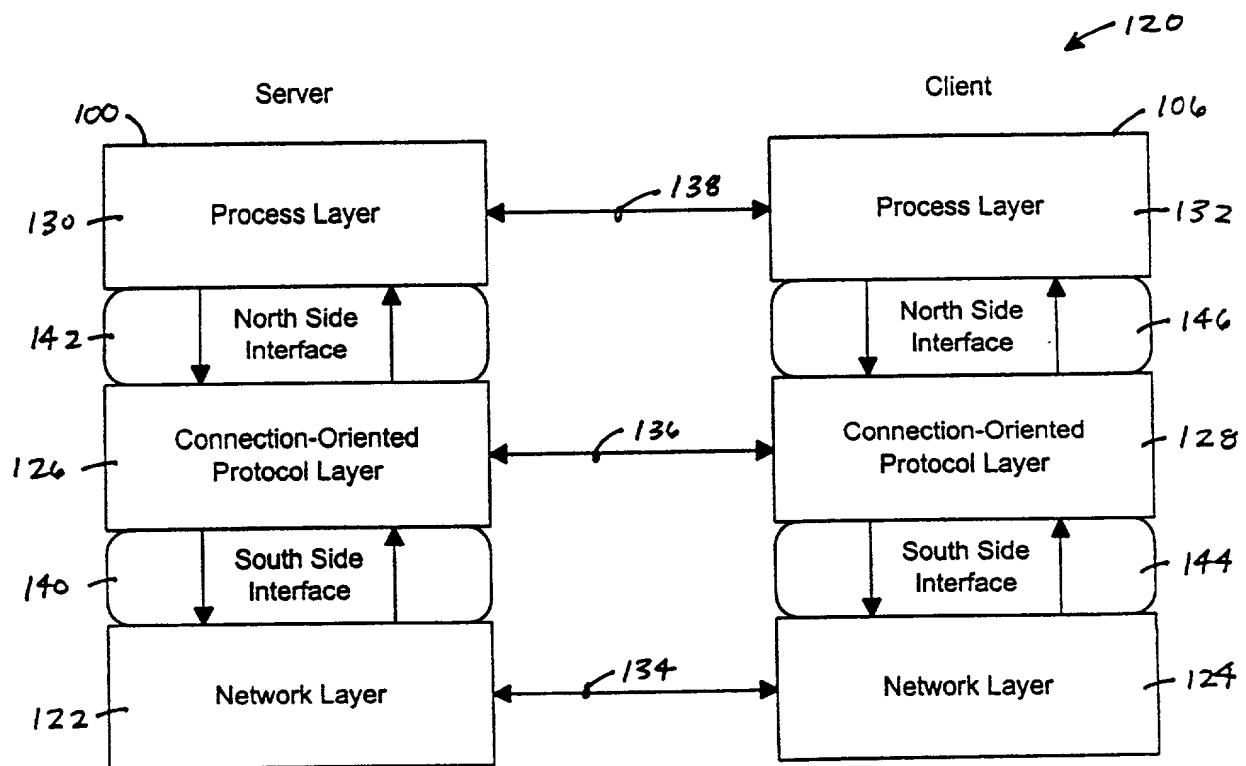 120
Server
Client
100
106
130
Process Layer
138
Process Layer
132
142
North Side
Interface
North Side
Interface
146
126
Connection-Oriented
Protocol Layer
136
Connection-Oriented
Protocol Layer
128
140
South Side
Interface
South Side
Interface
144
122
Network Layer
134
Network Layer
124